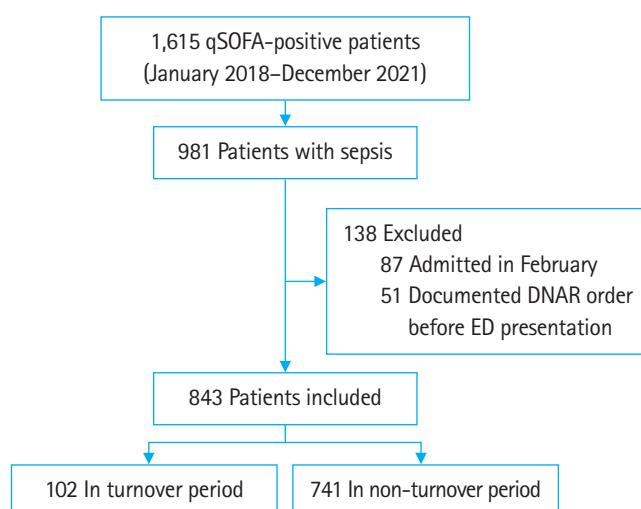 1,615 qSOFA-positive patients
(January 2018–December 2021)
981 Patients with sepsis
138 Excluded
87 Admitted in February
51 Documented DNAR order
before ED presentation
843 Patients included
102 In turnover period
741 In non-turnover period